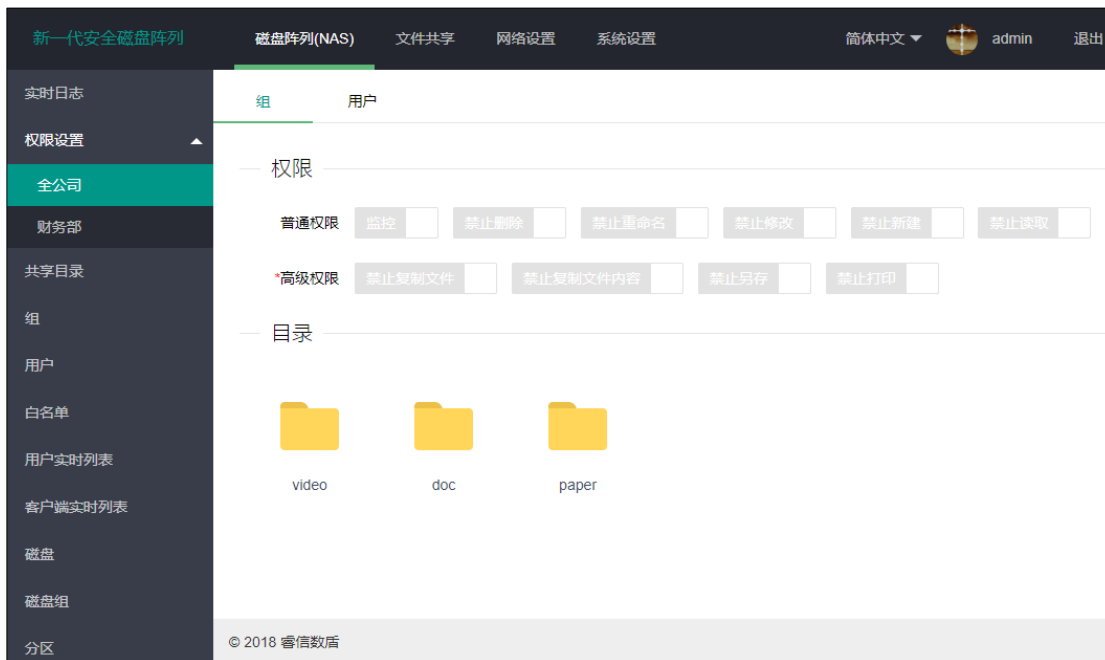 新一代安全磁盘阵列 磁盘阵列(NAS) 文件共享 网络设置 系统设置 简体中文 admin 退出
实时日志
权限设置
全公司
财务部
共享目录
组
用户
白名单
用户实时列表
客户端实时列表
磁盘
磁盘组
分区
组 用户
权限
普通权限 监控 禁止删除 禁止重命名 禁止修改 禁止新建 禁止读取
*高级权限 禁止复制文件 禁止复制文件内容 禁止另存 禁止打印
目录
video doc paper
© 2018 睿信数盾